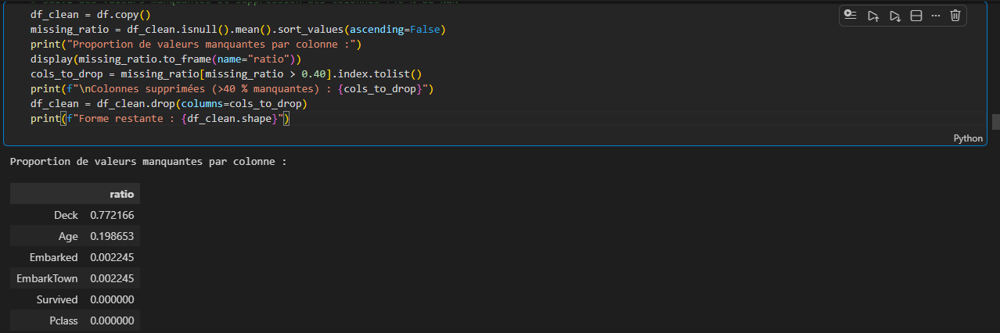 df_clean = df.copy()
missing_ratio = df_clean.isnull().mean().sort_values(ascending=False)
print("Proportion de valeurs manquantes par colonne :")
display(missing_ratio.to_frame(name="ratio"))
cols_to_drop = missing_ratio[missing_ratio > 0.40].index.tolist()
print(f"\nColonnes supprimées (>40 % manquantes) : {cols_to_drop}")
df_clean = df_clean.drop(columns=cols_to_drop)
print(f"Forme restante : {df_clean.shape}")
Python
Proportion de valeurs manquantes par colonne :
ratio
Deck 0.772166
Age 0.198653
Embarked 0.002245
EmbarkTown 0.002245
Survived 0.000000
Pclass 0.000000